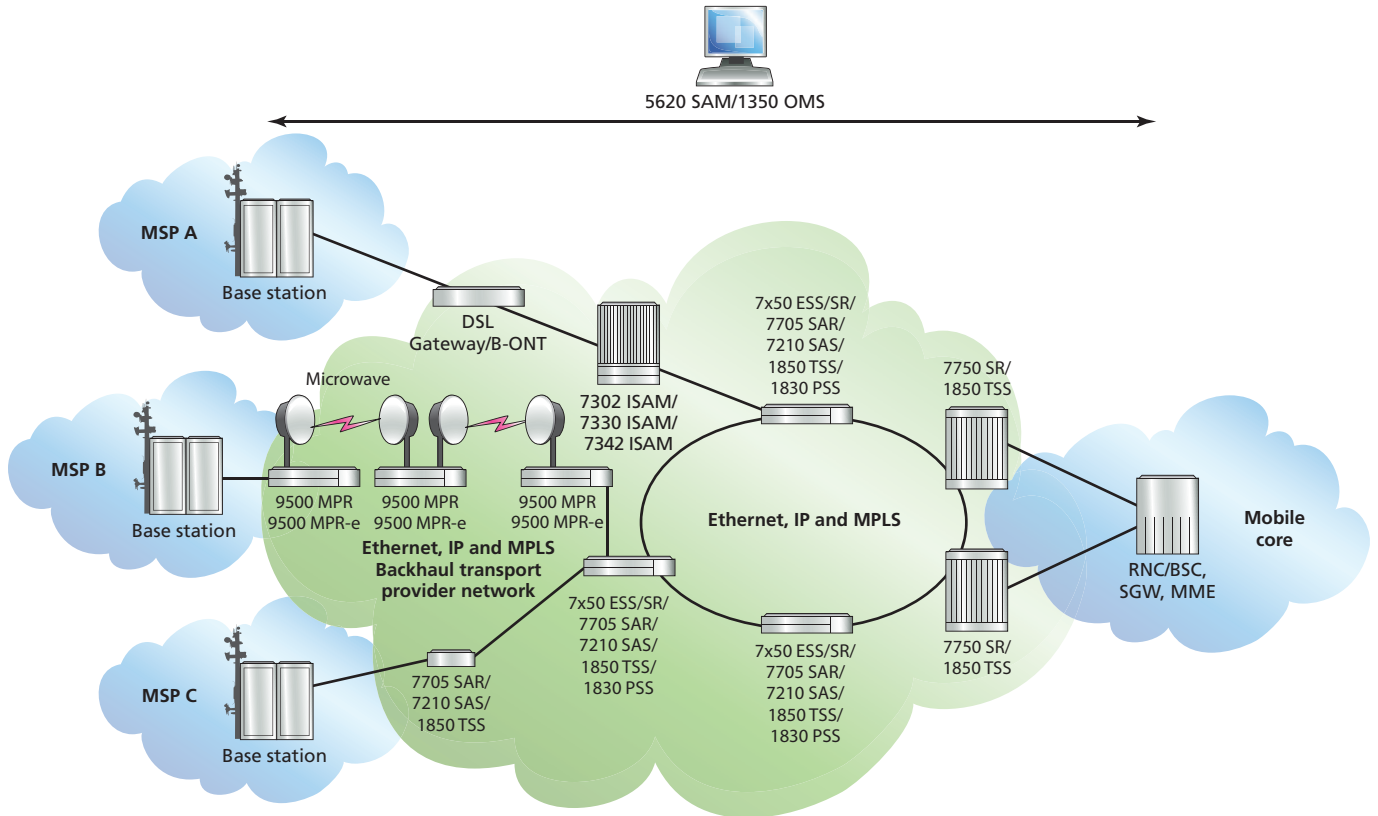 5620 SAM/1350 OMS
MSP A
Base station
DSL
Gateway/B-ONT
7302 ISAM/
7330 ISAM/
7342 ISAM
7x50 ESS/SR/
7705 SAR/
7210 SAS/
1850 TSS/
1830 PSS
7750 SR/
1850 TSS
Microwave
MSP B
Base station
9500 MPR
9500 MPR-e
9500 MPR
9500 MPR-e
9500 MPR
9500 MPR-e
Ethernet, IP and MPLS
Backhaul transport
provider network
Ethernet, IP and MPLS
Mobile
core
RNC/BSC,
SGW, MME
7x50 ESS/SR/
7705 SAR/
7210 SAS/
1850 TSS/
1830 PSS
7x50 ESS/SR/
7705 SAR/
7210 SAS/
1850 TSS/
1830 PSS
7750 SR/
1850 TSS
MSP C
Base station
7705 SAR/
7210 SAS/
1850 TSS